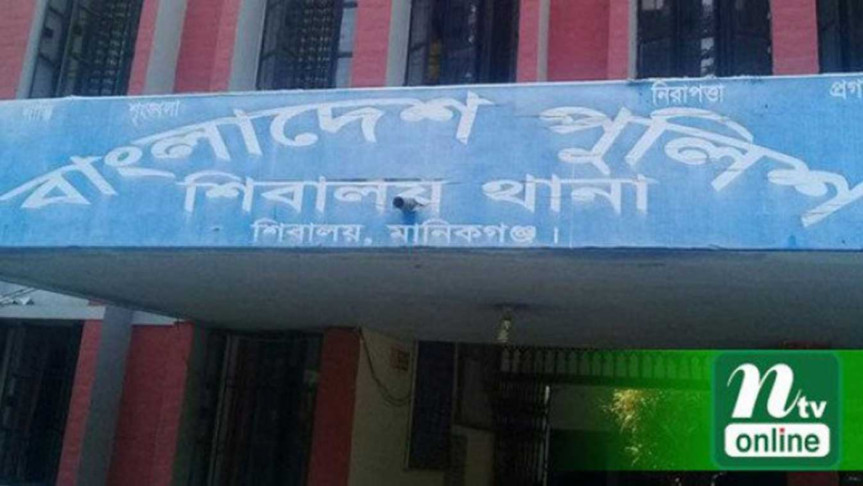 শৃঙ্খলা নিরাপত্তা
বাংলাদেশ পুলিশ
শিবালয় থানা
শিবালয়, মানিকগঞ্জ।
ntv
online